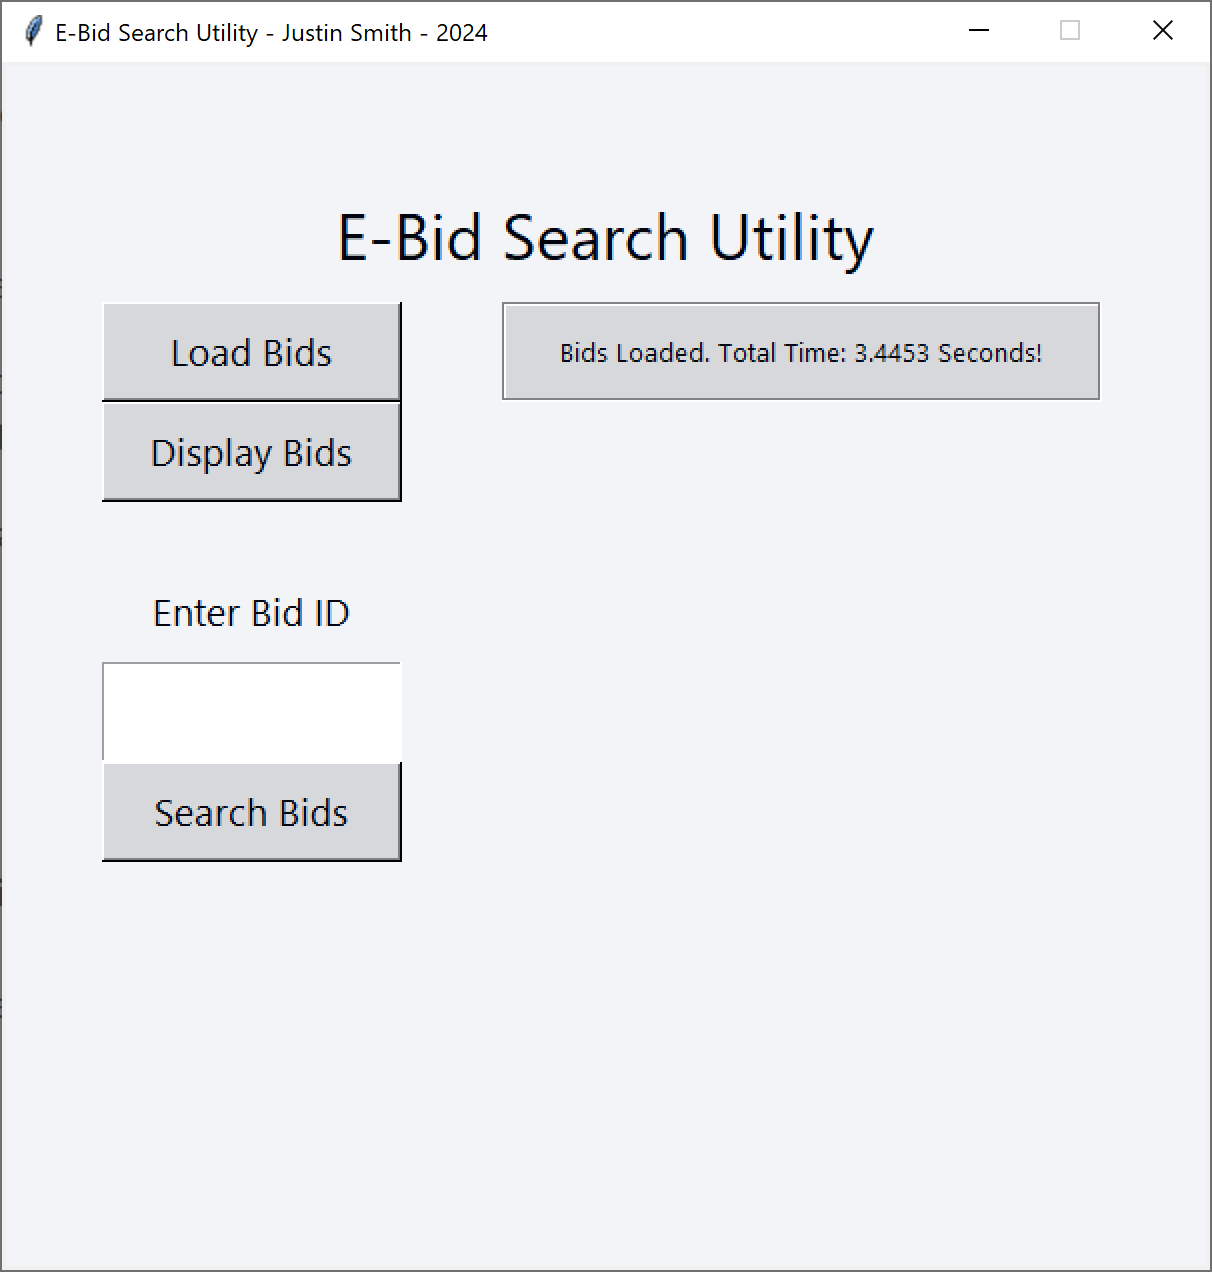 E-Bid Search Utility - Justin Smith - 2024
E-Bid Search Utility
Load Bids
Bids Loaded. Total Time: 3.4453 Seconds!
Display Bids
Enter Bid ID
Search Bids